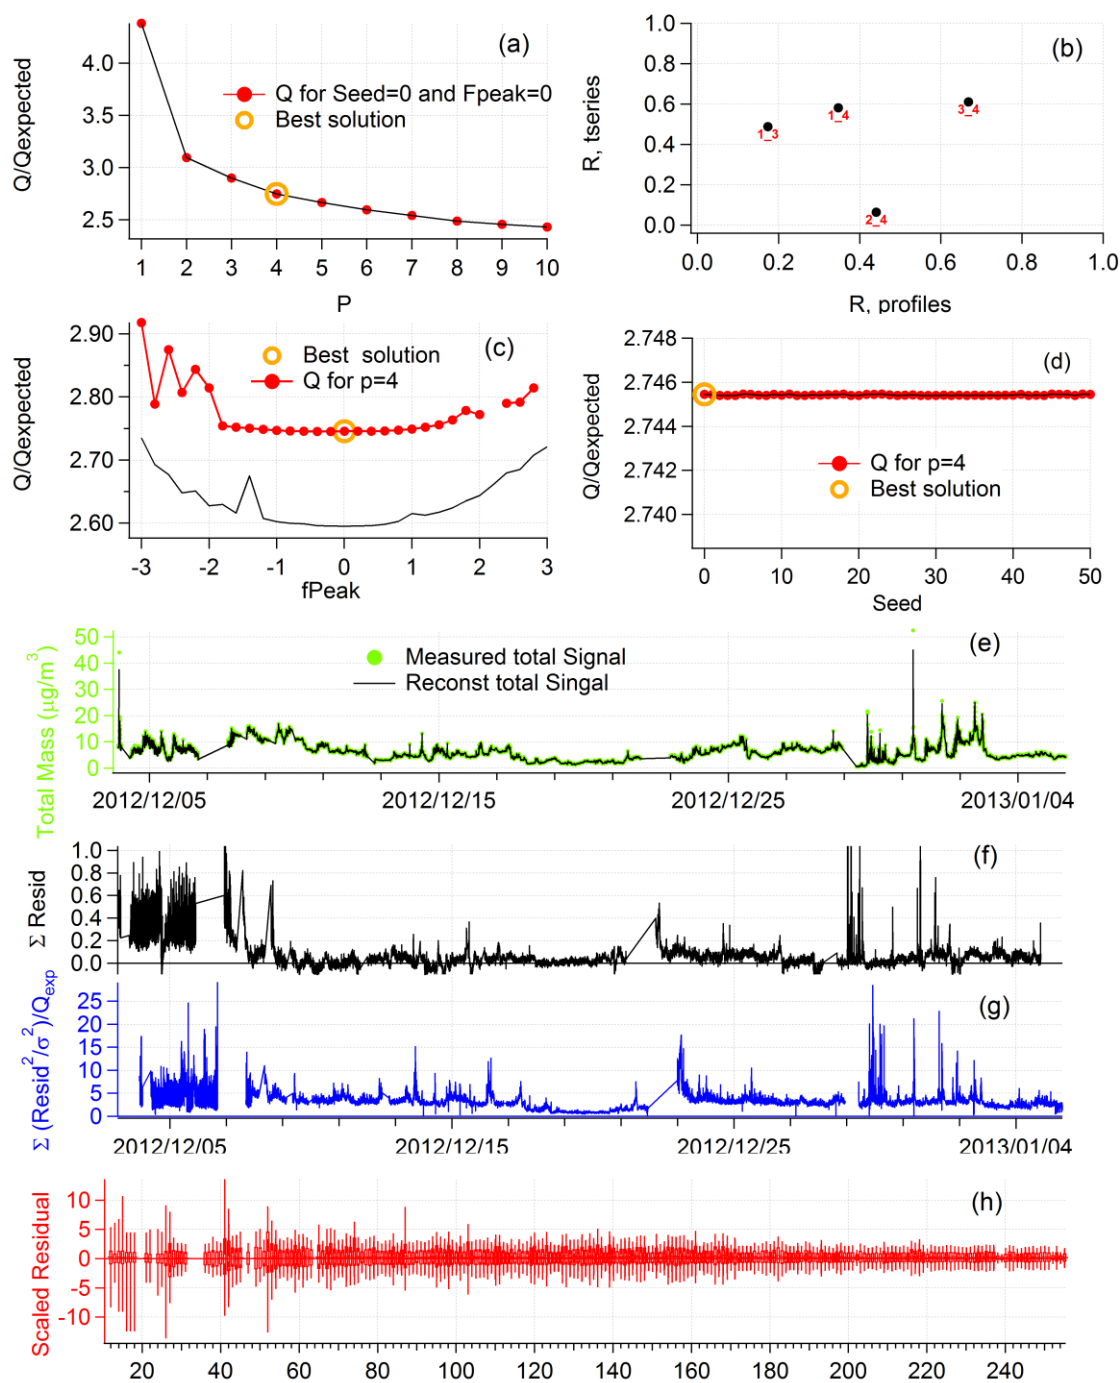 (a)
Q/Qexpected
4.0
3.5
3.0
2.5
Q for Seed=0 and Fpeak=0
Best solution
1 2 3 4 5 6 7 8 9 10
P
(b)
R, tseries
1.0
0.8
0.6
0.4
0.2
0.0
1_3
1_4
3_4
2_4
0.0 0.2 0.4 0.6 0.8 1.0
R, profiles
(c)
Q/Qexpected
2.90
2.80
2.70
2.60
Best solution
Q for p=4
-3 -2 -1 0 1 2 3
fPeak
(d)
Q/Qexpected
2.748
2.746
2.744
2.742
2.740
Q for p=4
Best solution
0 10 20 30 40 50
Seed
(e)
Total Mass (µg/m³)
50
40
30
20
10
0
Measured total Signal
Reconst total Singal
2012/12/05 2012/12/15 2012/12/25 2013/01/04
(f)
Σ Resid
1.0
0.8
0.6
0.4
0.2
0.0
(g)
Σ (Resid²/σ²)/Qexp
25
20
15
10
5
0
2012/12/05 2012/12/15 2012/12/25 2013/01/04
(h)
Scaled Residual
10
5
0
-5
-10
20 40 60 80 100 120 140 160 180 200 220 240